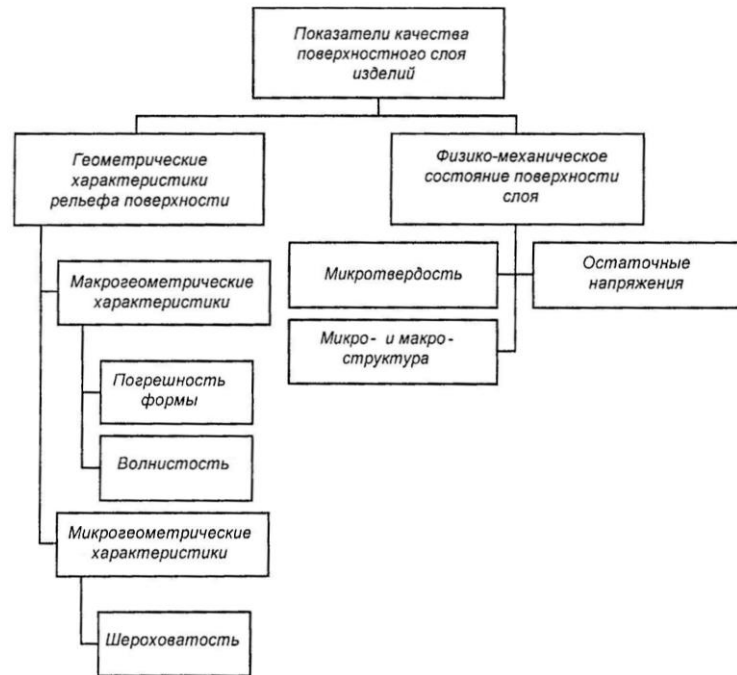 Показатели качества
поверхностного слоя
изделий
Геометрические
характеристики
рельефа поверхности
Физико-механическое
состояние поверхности
слоя
Микротвердость
Остаточные
напряжения
Макрогеометрические
характеристики
Микро- и макро-
структура
Погрешность
формы
Волнистость
Микрогеометрические
характеристики
Шероховатость